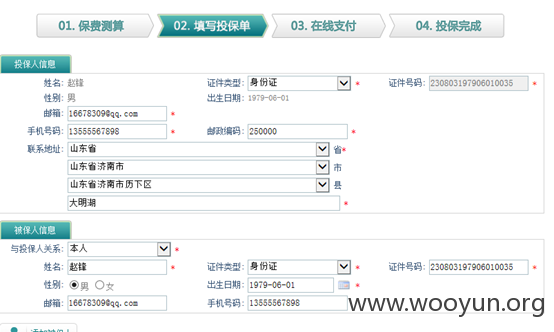 01. 保费测算 02. 填写投保单 03. 在线支付 04. 投保完成
投保人信息
姓名: 赵锋 证件类型: 身份证 * 证件号码: 230803197906010035 *
性别: 男 出生日期: 1979-06-01
邮箱: 16678309@qq.com *
手机号码: 13555567898 * 邮政编码: 250000 *
联系地址: 山东省 省*
山东省济南市 市
山东省济南市历下区 县
大明湖 *
被保人信息
与投保人关系: 本人 *
姓名: 赵锋 * 证件类型: 身份证 * 证件号码: 230803197906010035 *
性别: 男 女 出生日期: 1979-06-01 *
邮箱: 16678309@qq.com 手机号码: 13555567898
www.wooyun.org